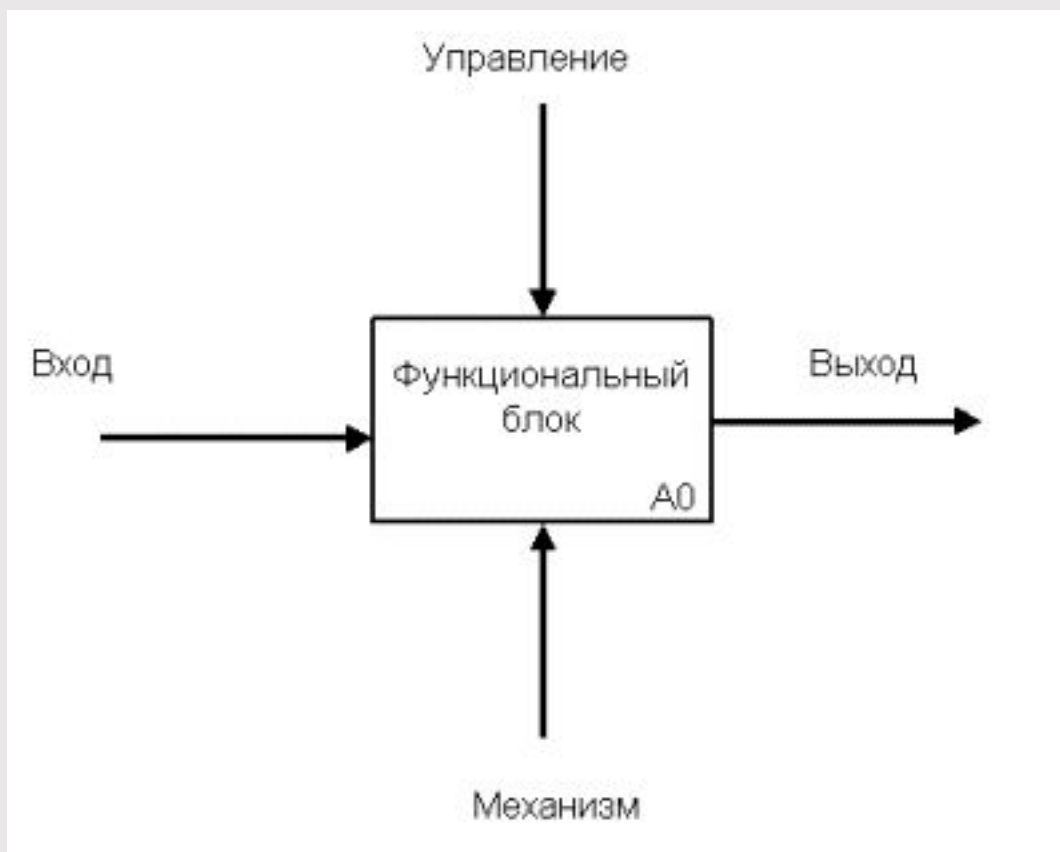 Управление
Вход
Функциональный
блок
Выход
A0
Механизм